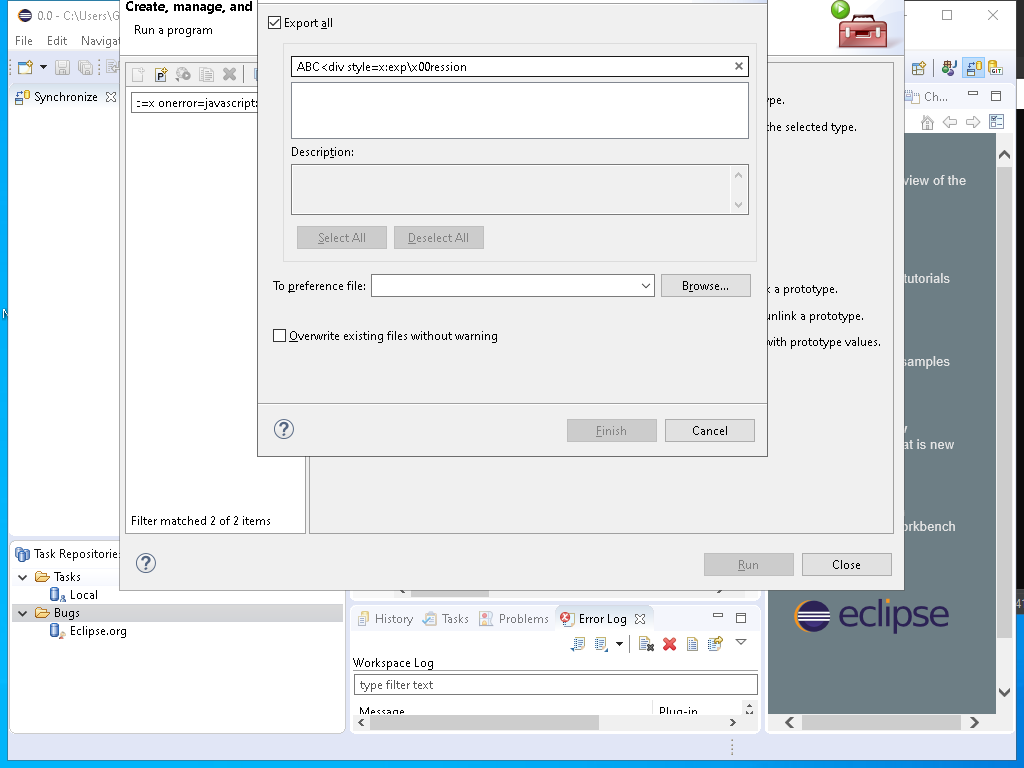 0.0 - C:\Users\G
File Edit Navigat
Synchronize
Create, manage, and
Run a program
:=x onerror=javascript:
Filter matched 2 of 2 items
Export all
ABC<div style=x:exp\x00ression
Description:
Select All Deselect All
To preference file: Browse...
Overwrite existing files without warning
Finish Cancel
ype.
the selected type.
k a prototype.
unlink a prototype.
with prototype values.
Run Close
Ch...
view of the
tutorials
samples
at is new
orkbench
eclipse
Task Repositories
Tasks
Local
Bugs
Eclipse.org
History Tasks Problems Error Log
Workspace Log
type filter text
Message Plug-in